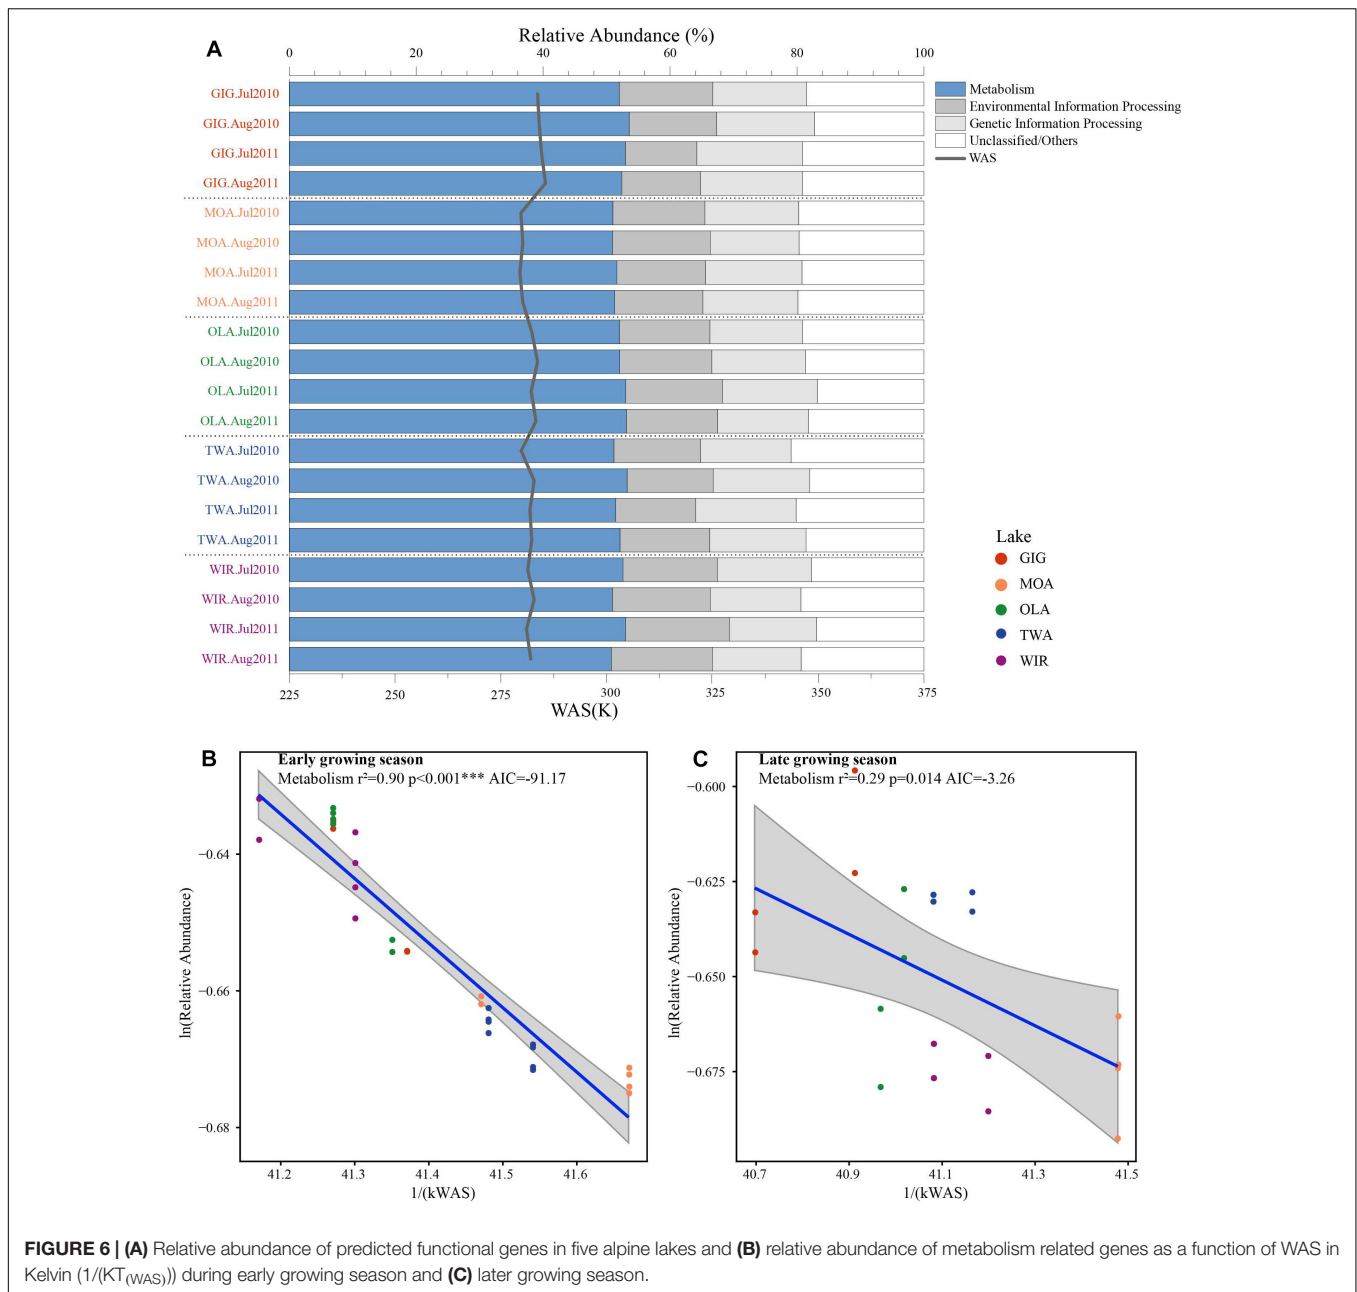 A
Relative Abundance (%)
0 20 40 60 80 100
GIG.Jul2010
GIG.Aug2010
GIG.Jul2011
GIG.Aug2011
MOA.Jul2010
MOA.Aug2010
MOA.Jul2011
MOA.Aug2011
OLA.Jul2010
OLA.Aug2010
OLA.Jul2011
OLA.Aug2011
TWA.Jul2010
TWA.Aug2010
TWA.Jul2011
TWA.Aug2011
WIR.Jul2010
WIR.Aug2010
WIR.Jul2011
WIR.Aug2011
225 250 275 300 325 350 375
WAS(K)
Metabolism
Environmental Information Processing
Genetic Information Processing
Unclassified/Others
WAS
Lake
GIG
MOA
OLA
TWA
WIR
B
Early growing season
Metabolism r²=0.90 p<0.001*** AIC=-91.17
ln(Relative Abundance)
−0.64
−0.66
−0.68
41.2 41.3 41.4 41.5 41.6
1/(kWAS)
C
Late growing season
Metabolism r²=0.29 p=0.014 AIC=-3.26
ln(Relative Abundance)
−0.600
−0.625
−0.650
−0.675
40.7 40.9 41.1 41.3 41.5
1/(kWAS)
FIGURE 6 | (A) Relative abundance of predicted functional genes in five alpine lakes and (B) relative abundance of metabolism related genes as a function of WAS in
Kelvin (1/(KT(WAS))) during early growing season and (C) later growing season.